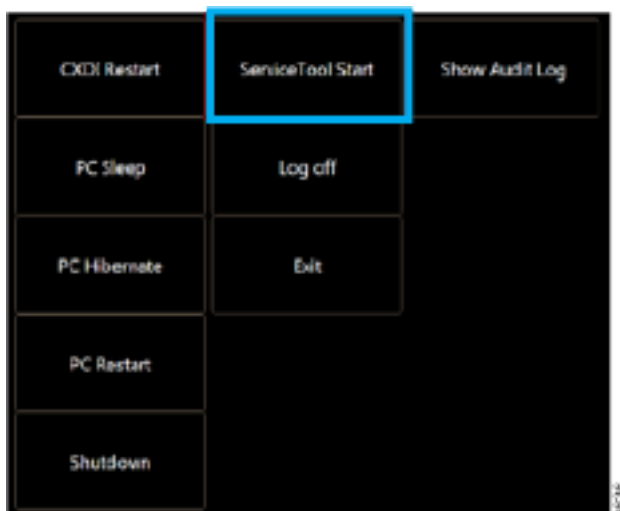 CXDI Restart
ServiceTool Start
Show Audit Log
PC Sleep
Log off
PC Hibernate
Exit
PC Restart
Shutdown